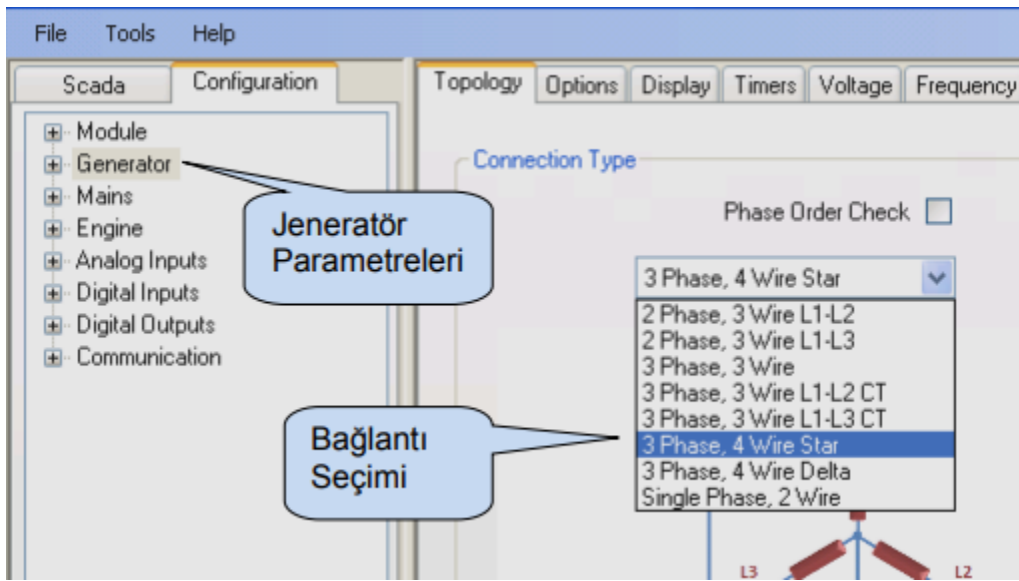 File Tools Help
Scada Configuration
Topology Options Display Timers Voltage Frequency
Module
Generator
Mains
Engine
Analog Inputs
Digital Inputs
Digital Outputs
Communication
Jeneratör
Parametreleri
Connection Type
Phase Order Check
3 Phase, 4 Wire Star
2 Phase, 3 Wire L1-L2
2 Phase, 3 Wire L1-L3
3 Phase, 3 Wire
3 Phase, 3 Wire L1-L2 CT
3 Phase, 3 Wire L1-L3 CT
3 Phase, 4 Wire Star
3 Phase, 4 Wire Delta
Single Phase, 2 Wire
Bağlantı
Seçimi
L3 L2